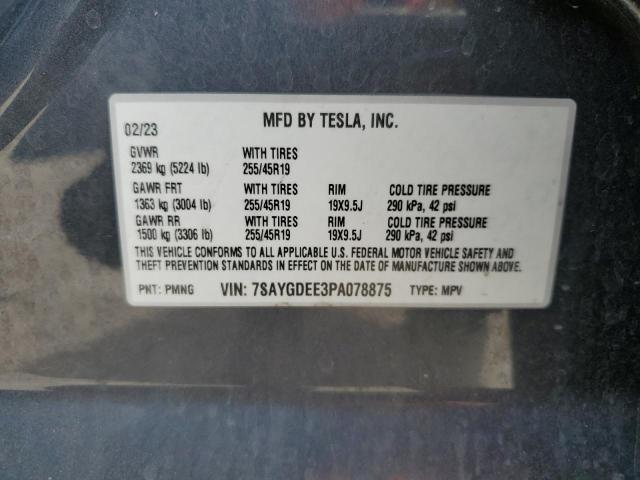 02/23 MFD BY TESLA, INC.
GVWR WITH TIRES
2369 kg (5224 lb) 255/45R19
GAWR FRT WITH TIRES RIM COLD TIRE PRESSURE
1363 kg (3004 lb) 255/45R19 19X9.5J 290 kPa, 42 psi
GAWR RR WITH TIRES RIM COLD TIRE PRESSURE
1500 kg (3306 lb) 255/45R19 19X9.5J 290 kPa, 42 psi
THIS VEHICLE CONFORMS TO ALL APPLICABLE U.S. FEDERAL MOTOR VEHICLE SAFETY AND
THEFT PREVENTION STANDARDS IN EFFECT ON THE DATE OF MANUFACTURE SHOWN ABOVE.
PNT: PMNG VIN: 7SAYGDEE3PA078875 TYPE: MPV